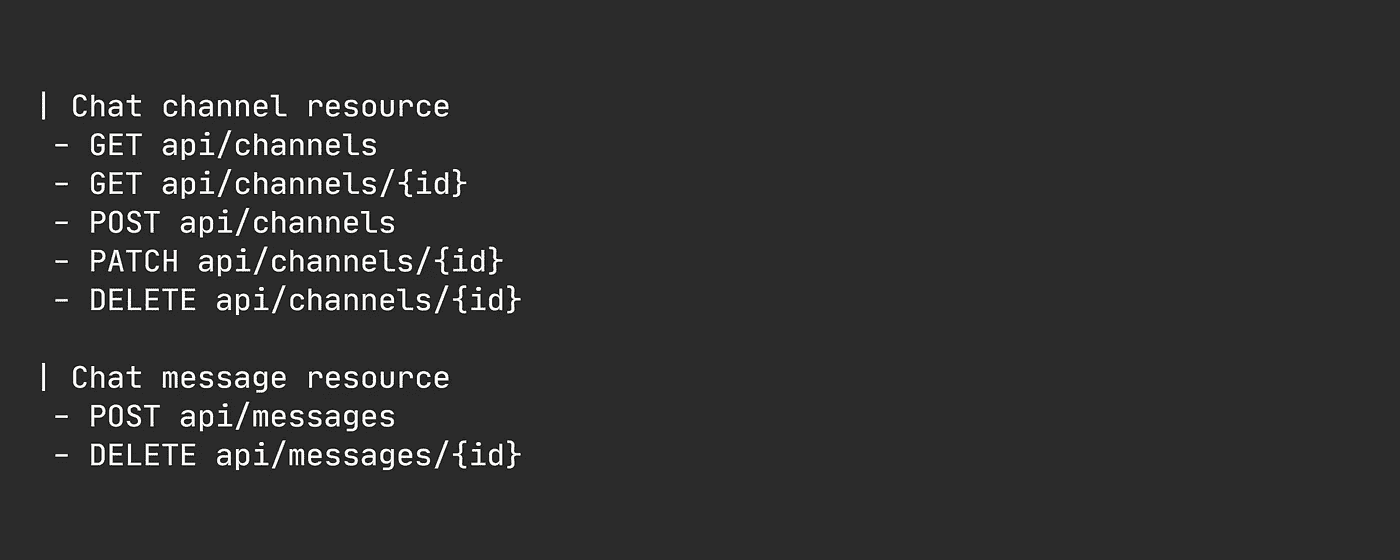 | Chat channel resource
– GET api/channels
– GET api/channels/{id}
– POST api/channels
– PATCH api/channels/{id}
– DELETE api/channels/{id}
| Chat message resource
– POST api/messages
– DELETE api/messages/{id}